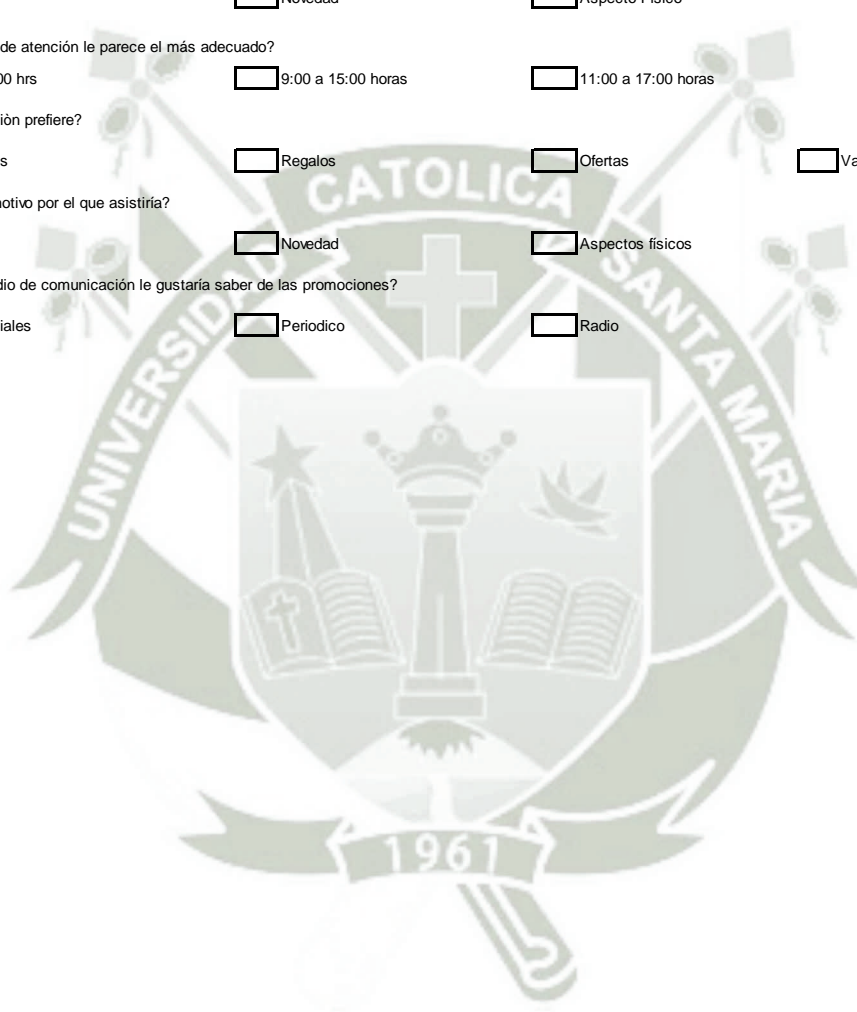 Novedad Aspecto Físico
de atención le parece el más adecuado?
00 hrs 9:00 a 15:00 horas 11:00 a 17:00 horas
iòn prefiere?
s Regalos Ofertas Va
otivo por el que asistiría?
Novedad Aspectos físicos
dio de comunicación le gustaría saber de las promociones?
iales Periodico Radio
UNIVERSIDAD CATOLICA SANTA MARIA
1961